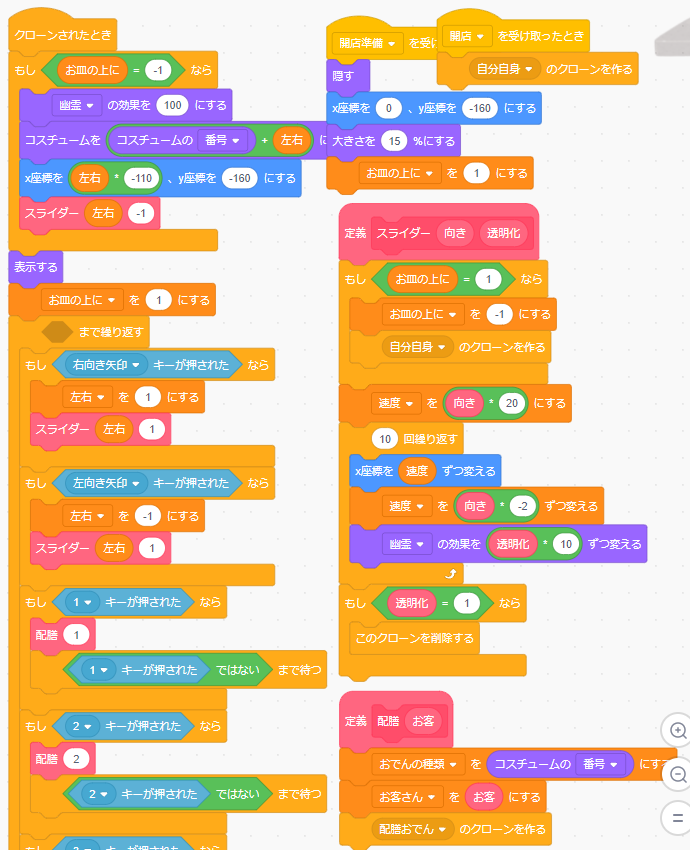 クローンされたとき
もし お皿の上に = -1 なら
幽霊 の効果を 100 にする
コスチュームを コスチュームの 番号 + 左右
x座標を 左右 * -110 、y座標を -160 にする
スライダー 左右 -1
表示する
お皿の上に を 1 にする
まで繰り返す
もし 右向き矢印 キーが押された なら
左右 を 1 にする
スライダー 左右 1
もし 左向き矢印 キーが押された なら
左右 を -1 にする
スライダー 左右 1
もし 1 キーが押された なら
配膳 1
1 キーが押された ではない まで待つ
もし 2 キーが押された なら
配膳 2
2 キーが押された ではない まで待つ
開店準備 を受け
隠す
x座標を 0 、y座標を -160 にする
大きさを 15 %にする
お皿の上に を 1 にする
開店 を受け取ったとき
自分自身 のクローンを作る
定義 スライダー 向き 透明化
もし お皿の上に = 1 なら
お皿の上に を -1 にする
自分自身 のクローンを作る
速度 を 向き * 20 にする
10 回繰り返す
x座標を 速度 ずつ変える
速度 を 向き * -2 ずつ変える
幽霊 の効果を 透明化 * 10 ずつ変える
もし 透明化 = 1 なら
このクローンを削除する
定義 配膳 お客
おでんの種類 を コスチュームの 番号 にす
お客さん を お客 にする
配膳おでん のクローンを作る